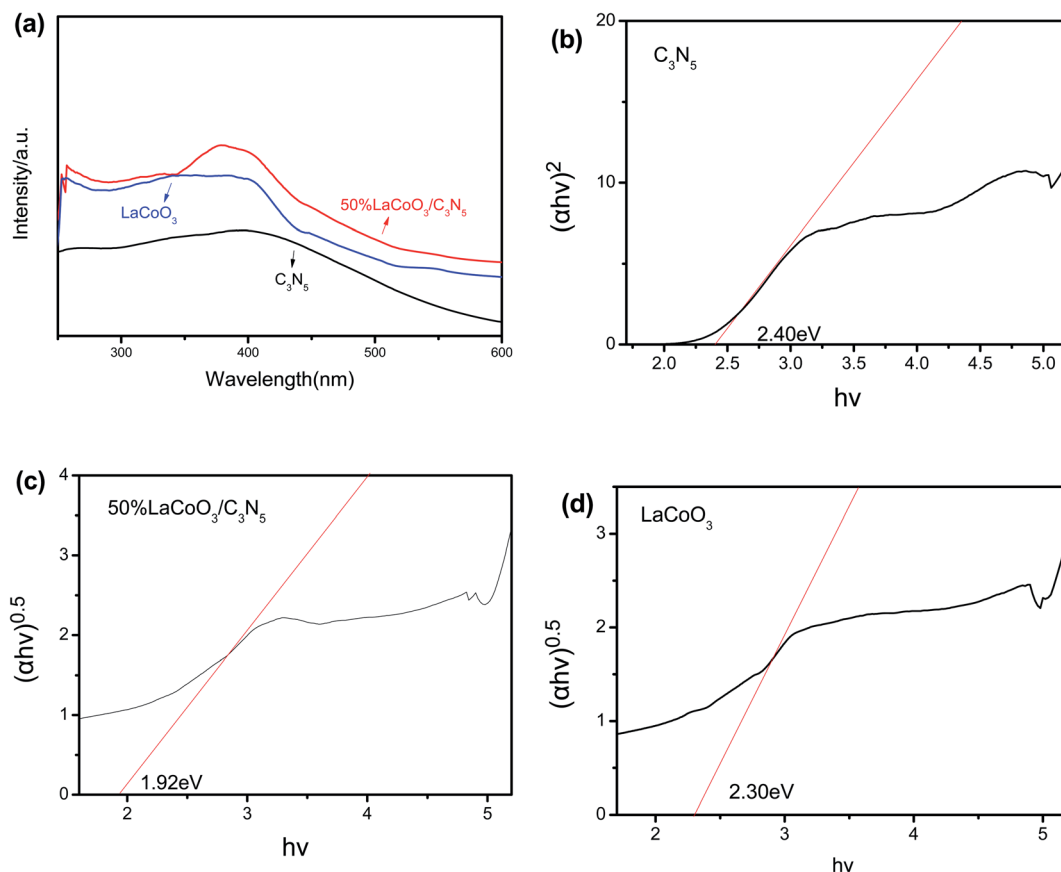 (a)
Intensity/a.u.
LaCoO₃
50%LaCoO₃/C₃N₅
C₃N₅
300 400 500 600
Wavelength(nm)
(b)
C₃N₅
(αhv)²
20
10
0
2.40eV
2.0 2.5 3.0 3.5 4.0 4.5 5.0
hv
(c)
50%LaCoO₃/C₃N₅
(αhv)⁰·⁵
4
3
2
1
0
1.92eV
2 3 4 5
hv
(d)
LaCoO₃
(αhv)⁰·⁵
3
2
1
0
2.30eV
2 3 4 5
hv